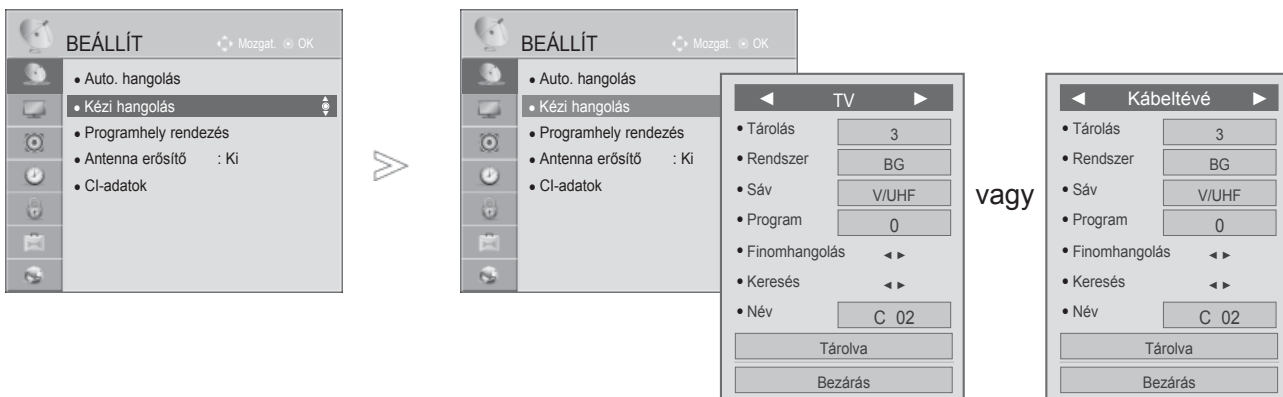 BEÁLLÍT
Mozgat. OK
• Auto. hangolás
• Kézi hangolás
• Programhely rendezés
• Antenna erősítő : Ki
• CI-adatok
BEÁLLÍT
Mozgat. OK
• Auto. hangolás
• Kézi hangolás
• Programhely rendezés
• Antenna erősítő : Ki
• CI-adatok
◄ TV ►
• Tárolás 3
• Rendszer BG
• Sáv V/UHF
• Program 0
• Finomhangolás ◄ ►
• Keresés ◄ ►
• Név C 02
Tárolva
Bezárás
vagy
◄ Kábeltévé ►
• Tárolás 3
• Rendszer BG
• Sáv V/UHF
• Program 0
• Finomhangolás ◄ ►
• Keresés ◄ ►
• Név C 02
Tárolva
Bezárás